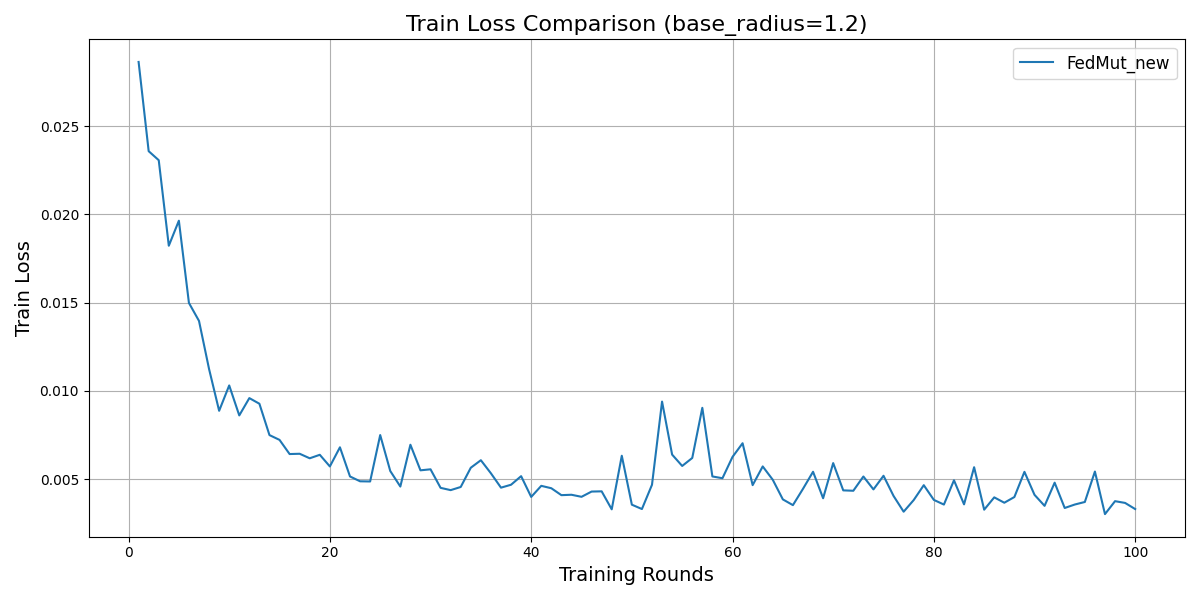 Train Loss Comparison (base_radius=1.2)
FedMut_new
0.025
0.020
0.015
0.010
0.005
Train Loss
0 20 40 60 80 100
Training Rounds